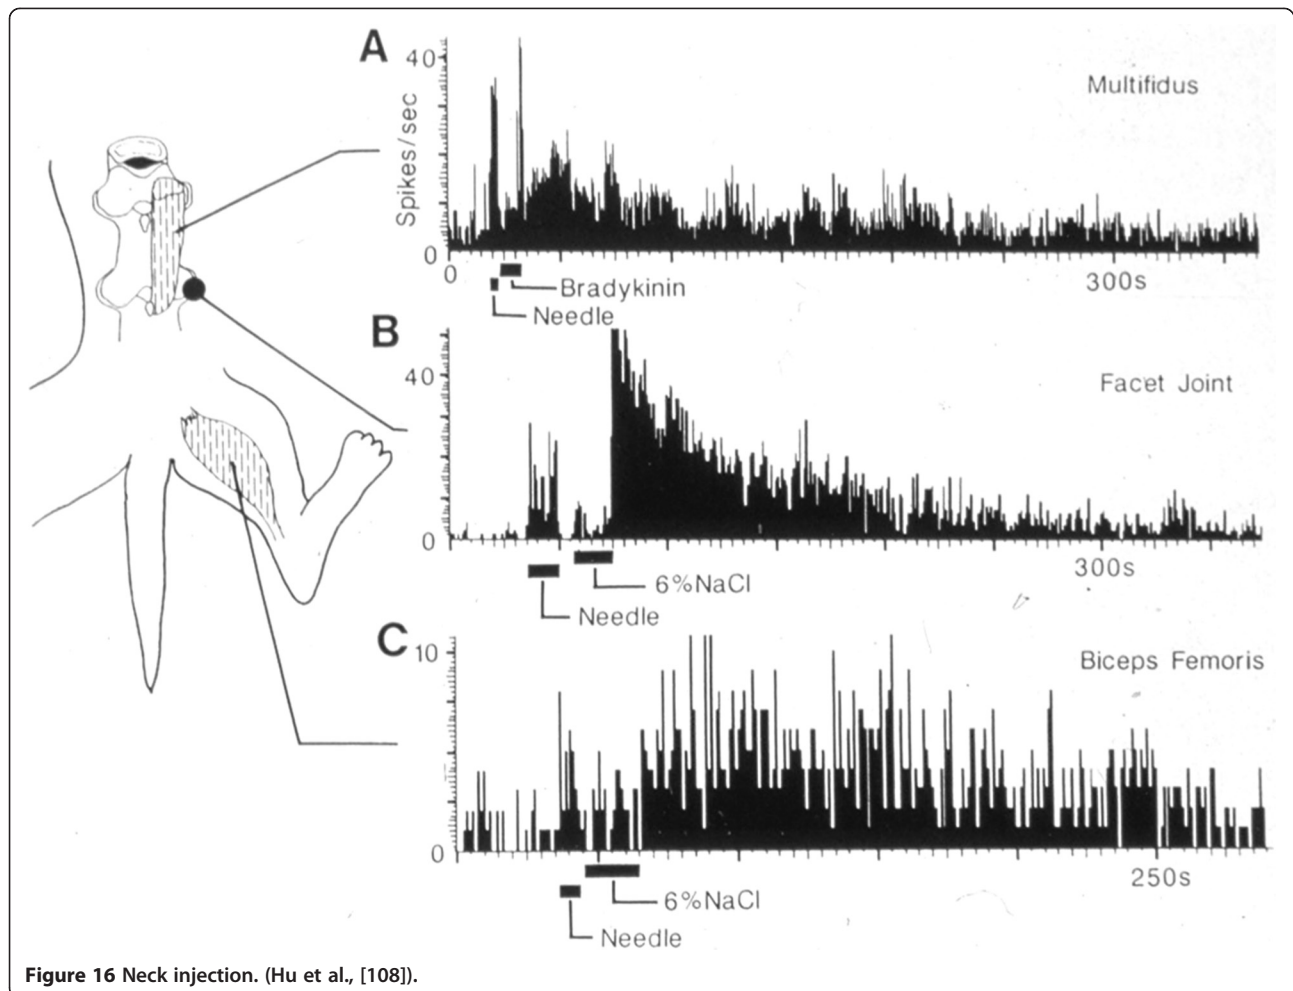 A
40
Spikes/sec
Multifidus
0
0
300s
Bradykinin
Needle
B
40
Facet Joint
0
300s
6%NaCl
Needle
C
10
Biceps Femoris
0
250s
6%NaCl
Needle
Figure 16 Neck injection. (Hu et al., [108]).